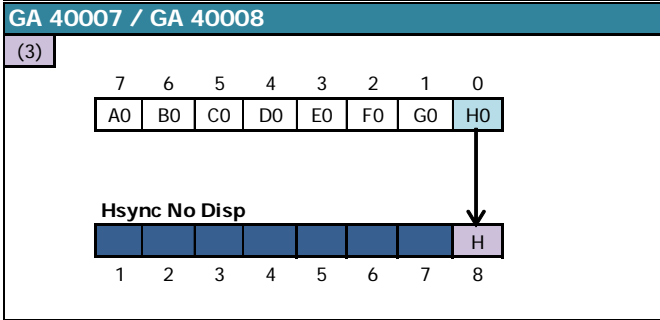 GA 40007 / GA 40008
(3)
7 6 5 4 3 2 1 0
A0 B0 C0 D0 E0 F0 G0 H0
Hsync No Disp
H
1 2 3 4 5 6 7 8